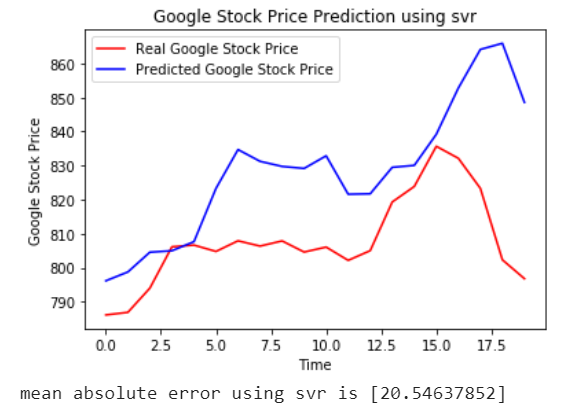 Google Stock Price Prediction using svr
Real Google Stock Price
Predicted Google Stock Price
860
850
840
830
820
810
800
790
Google Stock Price
0.0 2.5 5.0 7.5 10.0 12.5 15.0 17.5
Time
mean absolute error using svr is [20.54637852]